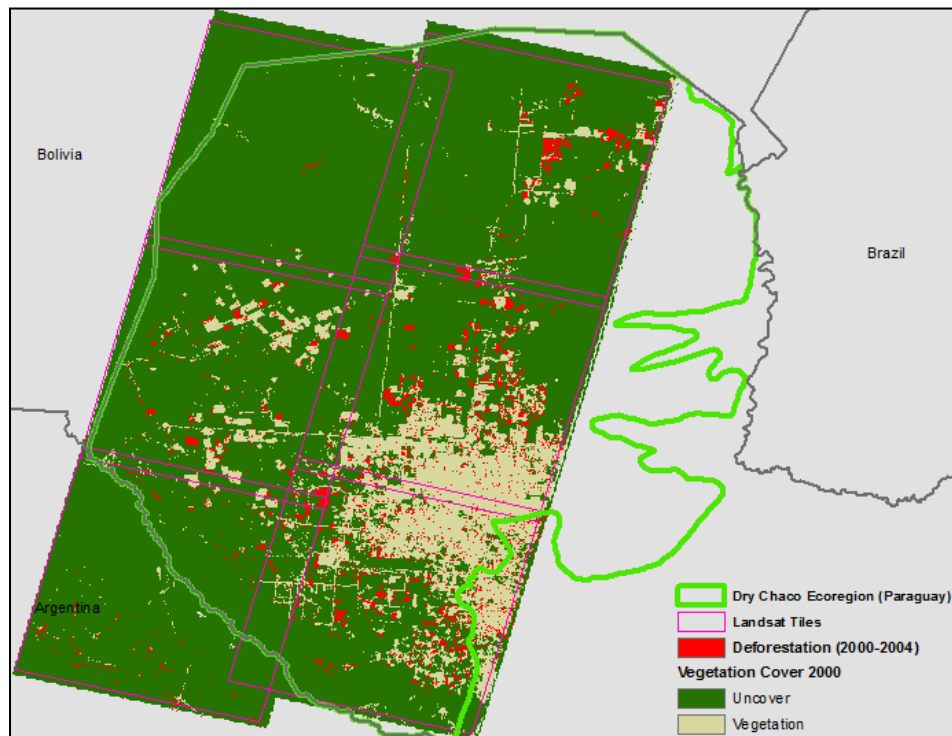 Bolivia
Brazil
Argentina
Dry Chaco Ecoregion (Paraguay)
Landsat Tiles
Deforestation (2000-2004)
Vegetation Cover 2000
Uncover
Vegetation